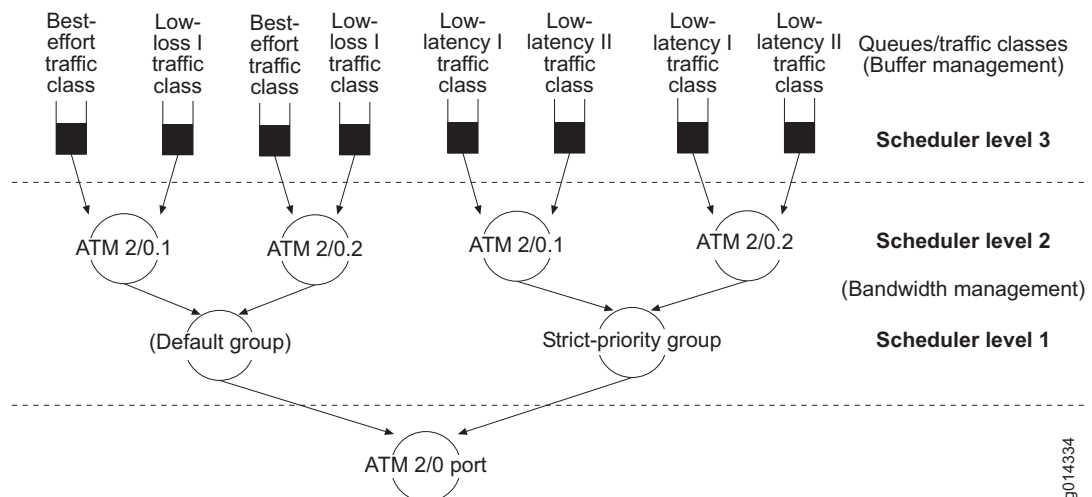 Best-
effort
traffic
class
Low-
loss I
traffic
class
Best-
effort
traffic
class
Low-
loss I
traffic
class
Low-
latency I
traffic
class
Low-
latency II
traffic
class
Low-
latency I
traffic
class
Low-
latency II
traffic
class
Queues/traffic classes
(Buffer management)
Scheduler level 3
ATM 2/0.1
ATM 2/0.2
ATM 2/0.1
ATM 2/0.2
Scheduler level 2
(Bandwidth management)
(Default group)
Strict-priority group
Scheduler level 1
ATM 2/0 port
g014334